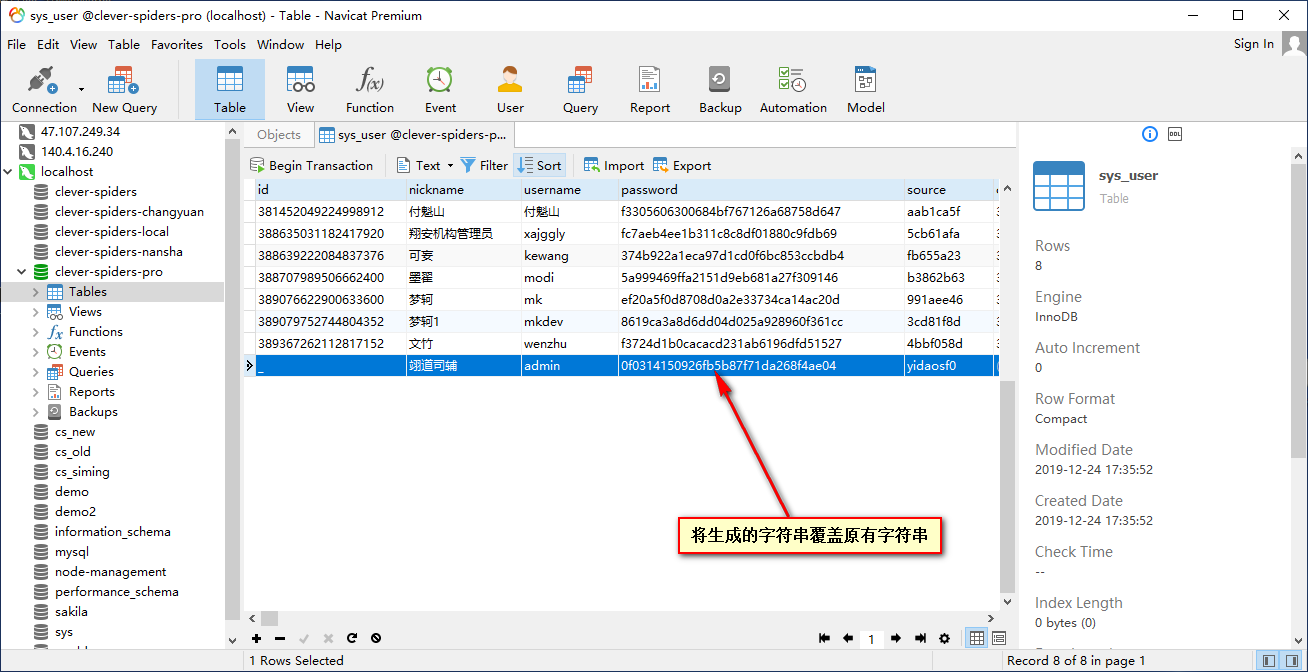 sys_user @clever-spiders-pro (localhost) - Table - Navicat Premium
File Edit View Table Favorites Tools Window Help Sign In
Connection New Query Table View Function Event User Query Report Backup Automation Model
47.107.249.34
140.4.16.240
localhost
clever-spiders
clever-spiders-changyuan
clever-spiders-local
clever-spiders-nansha
clever-spiders-pro
Tables
Views
Functions
Events
Queries
Reports
Backups
cs_new
cs_old
cs_siming
demo
demo2
information_schema
mysql
node-management
performance_schema
sakila
sys
Objects sys_user @clever-spiders-p...
Begin Transaction Text Filter Sort Import Export
id nickname username password source
381452049224998912 付魁山 付魁山 f3305606300684bf767126a68758d647 aab1ca5f
388635031182417920 翔安机构管理员 xajggly fc7aeb4ee1b311c8c8df01880c9fdb69 5cb61afa
388639222084837376 可妄 kewang 374b922a1eca97d1cd0f6bc853ccbdb4 fb655a23
388707989506662400 墨翟 modi 5a999469ffa2151d9eb681a27f309146 b3862b63
389076622900633600 梦轲 mk ef20a5f0d8708d0a2e33734ca14ac20d 991aee46
389079752744804352 梦轲1 mkdev 8619ca3a8d6dd04d025a928960f361cc 3cd81f8d
389367262112817152 文竹 wenzhu f3724d1b0cacacd231ab6196dfd51527 4bbf058d
_ 翊道司辅 admin 0f0314150926fb5b87f71da268f4ae04 yidaosf0
将生成的字符串覆盖原有字符串
1
DDL
sys_user
Table
Rows
8
Engine
InnoDB
Auto Increment
0
Row Format
Compact
Modified Date
2019-12-24 17:35:52
Created Date
2019-12-24 17:35:52
Check Time
--
Index Length
0 bytes (0)
1 Rows Selected Record 8 of 8 in page 1